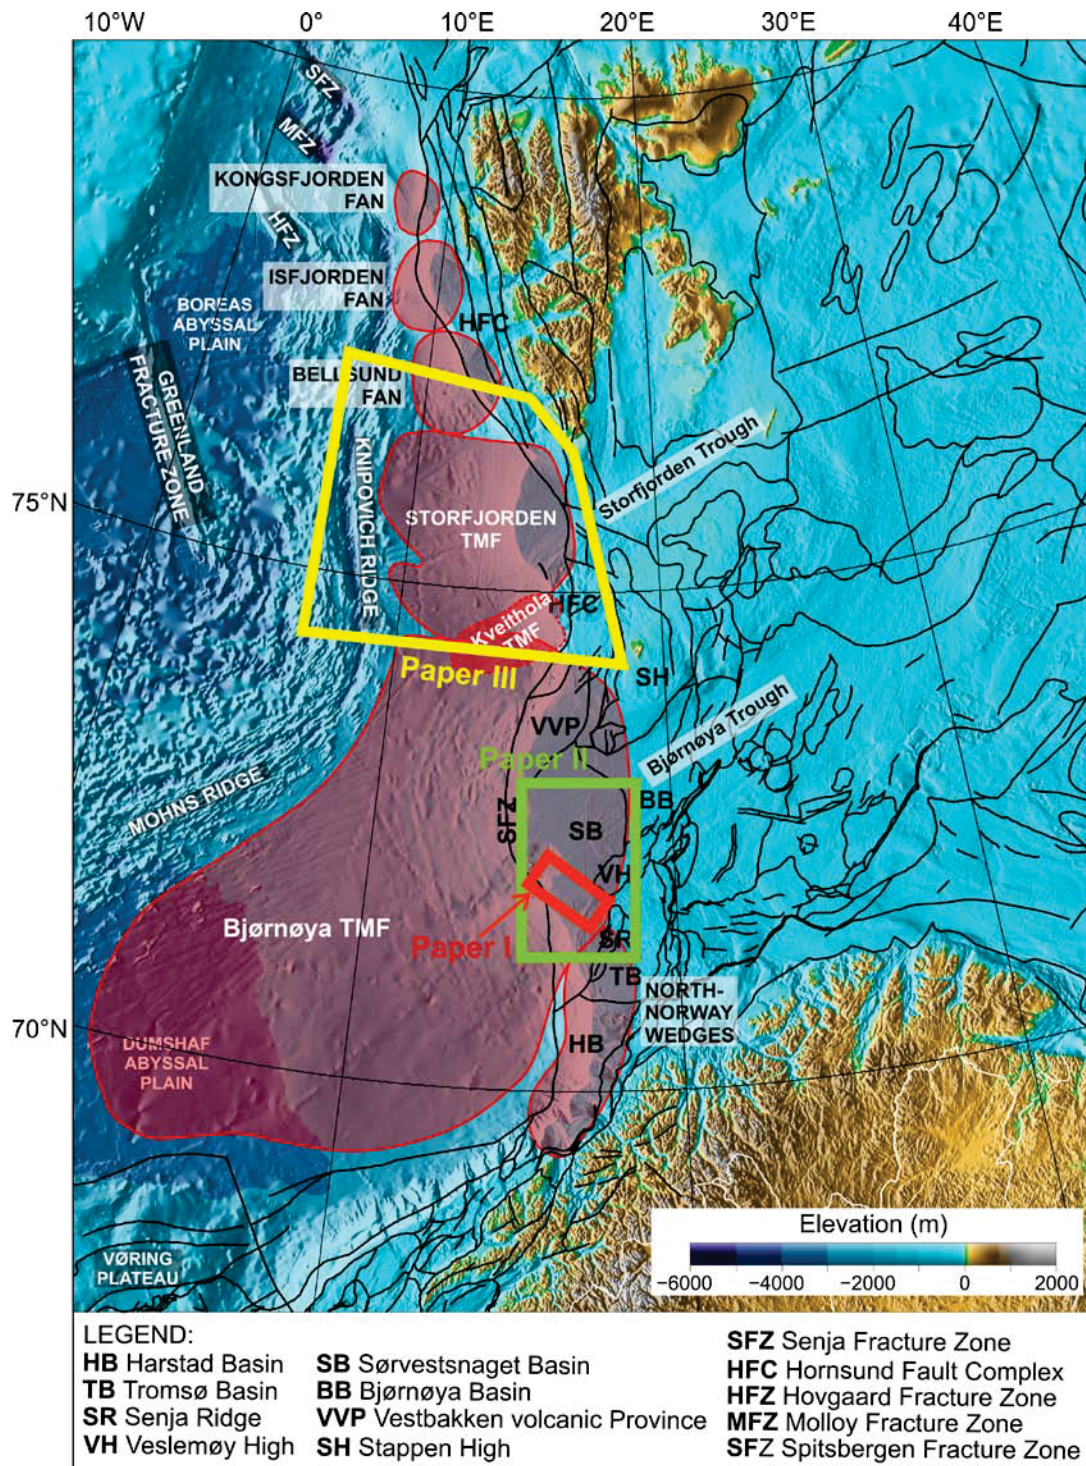 10°W 0° 10°E 20°E 30°E 40°E
SFZ
MFZ
KONGSFJORDEN
FAN
HFZ
ISFJORDEN
FAN
BOREAS
ABYSSAL
PLAIN
HFC
BELLSUND
FAN
GREENLAND
FRACTURE ZONE
KNIPOVICH RIDGE
75°N
Storfjorden Trough
STORFJORDEN
TMF
HFC
Kveithola
TMF
Paper III
SH
VVP
Bjørnøya Trough
Paper II
MOHNS RIDGE
SFZ
BB
SB
VH
Bjørnøya TMF
Paper I
SR
TB
NORTH-
NORWAY
WEDGES
70°N
DUMSHAF
ABYSSAL
PLAIN
HB
VØRING
PLATEAU
Elevation (m)
−6000 −4000 −2000 0 2000
LEGEND:
HB Harstad Basin
TB Tromsø Basin
SR Senja Ridge
VH Veslemøy High
SB Sørvestsnaget Basin
BB Bjørnøya Basin
VVP Vestbakken volcanic Province
SH Stappen High
SFZ Senja Fracture Zone
HFC Hornsund Fault Complex
HFZ Hovgaard Fracture Zone
MFZ Molloy Fracture Zone
SFZ Spitsbergen Fracture Zone